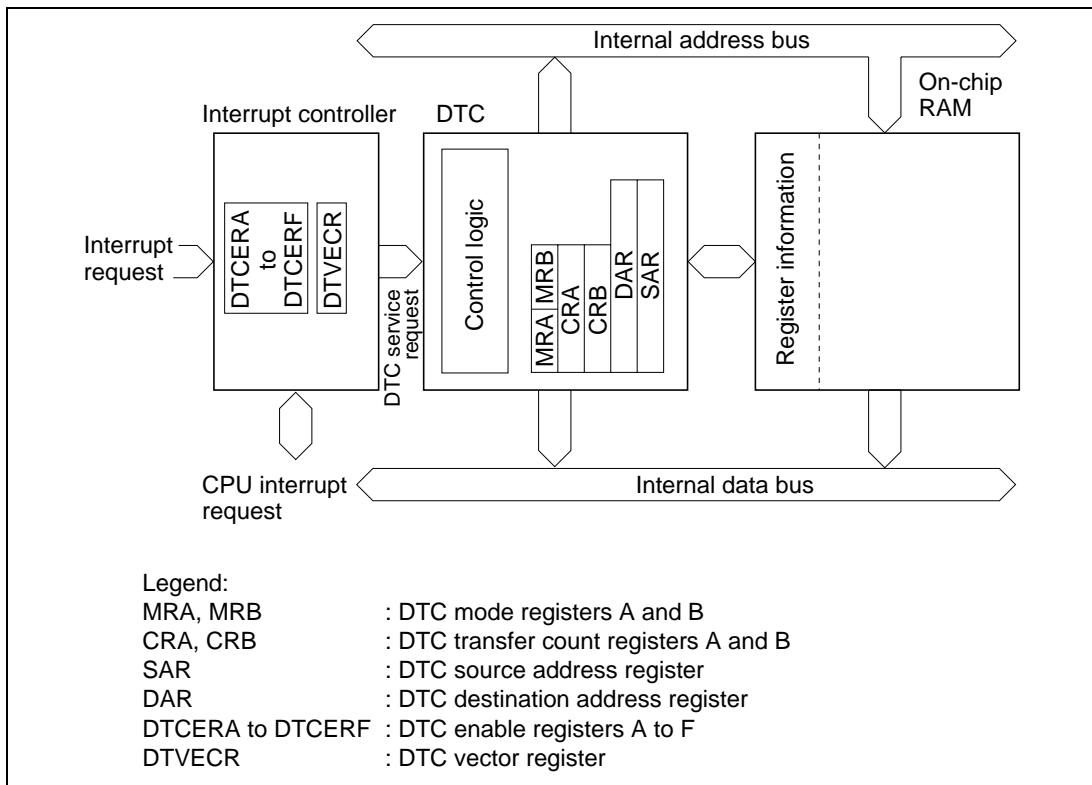 Internal address bus
On-chip
RAM
Interrupt controller
DTC
Interrupt
request
DTCERA
to
DTCERF
DTVECR
DTC service
request
Control logic
MRA MRB
CRA
CRB
DAR
SAR
Register information
CPU interrupt
request
Internal data bus
Legend:
MRA, MRB : DTC mode registers A and B
CRA, CRB : DTC transfer count registers A and B
SAR : DTC source address register
DAR : DTC destination address register
DTCERA to DTCERF : DTC enable registers A to F
DTVECR : DTC vector register